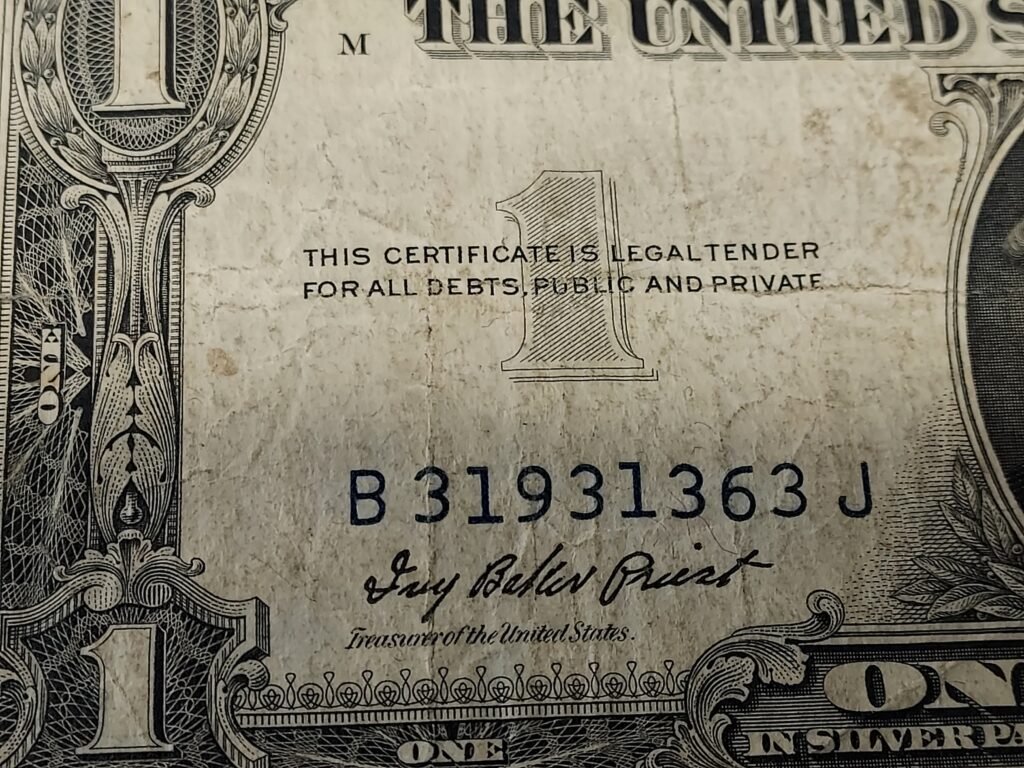 1
M THE UNITED S
1
THIS CERTIFICATE IS LEGAL TENDER
FOR ALL DEBTS, PUBLIC AND PRIVATE
ONE
B 31931363 J
Ivy Baker Priest
Treasurer of the United States.
1
ONE
ON
IN SILVER PA